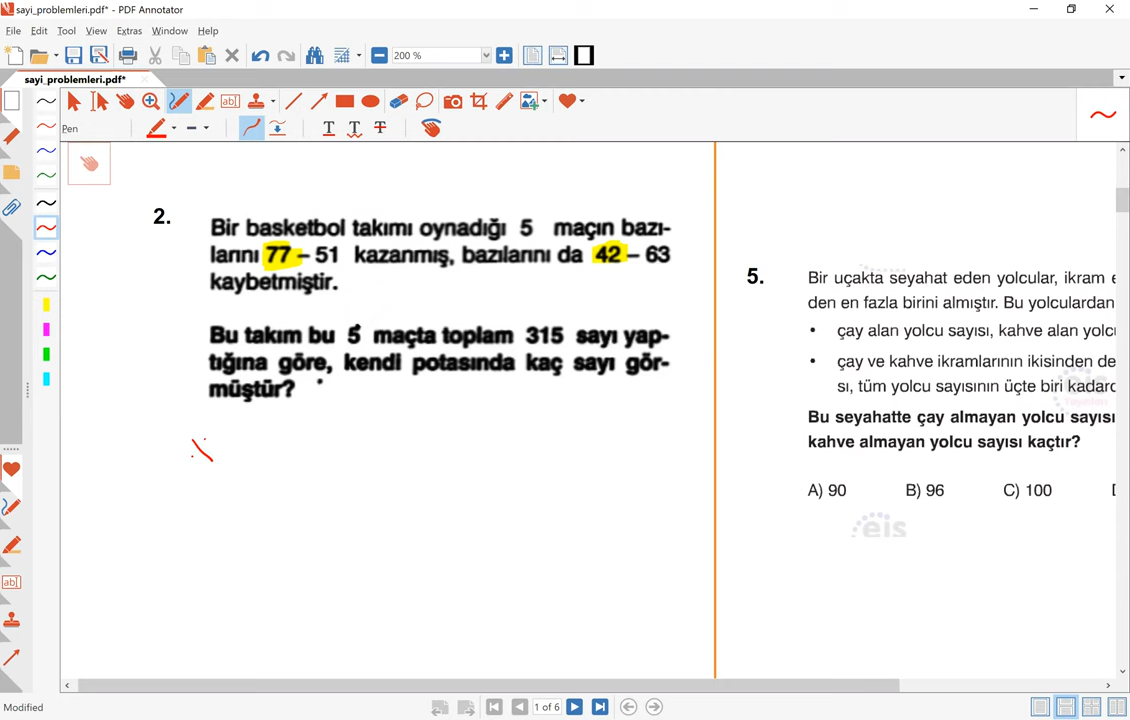 sayi_problemleri.pdf* - PDF Annotator
File Edit Tool View Extras Window Help
200 %
sayi_problemleri.pdf*
Pen
2.
Bir basketbol takımı oynadığı 5 maçın bazı-
larını 77 – 51 kazanmış, bazılarını da 42 – 63
kaybetmiştir.
Bu takım bu 5 maçta toplam 315 sayı yap-
tığına göre, kendi potasında kaç sayı gör-
müştür?
5.
Bir uçakta seyahat eden yolcular, ikram e
den en fazla birini almıştır. Bu yolculardan
• çay alan yolcu sayısı, kahve alan yolc
• çay ve kahve ikramlarının ikisinden de
sı, tüm yolcu sayısının üçte biri kadarc
Bu seyahatte çay almayan yolcu sayısı
kahve almayan yolcu sayısı kaçtır?
A) 90 B) 96 C) 100
eis
Modified
1 of 6